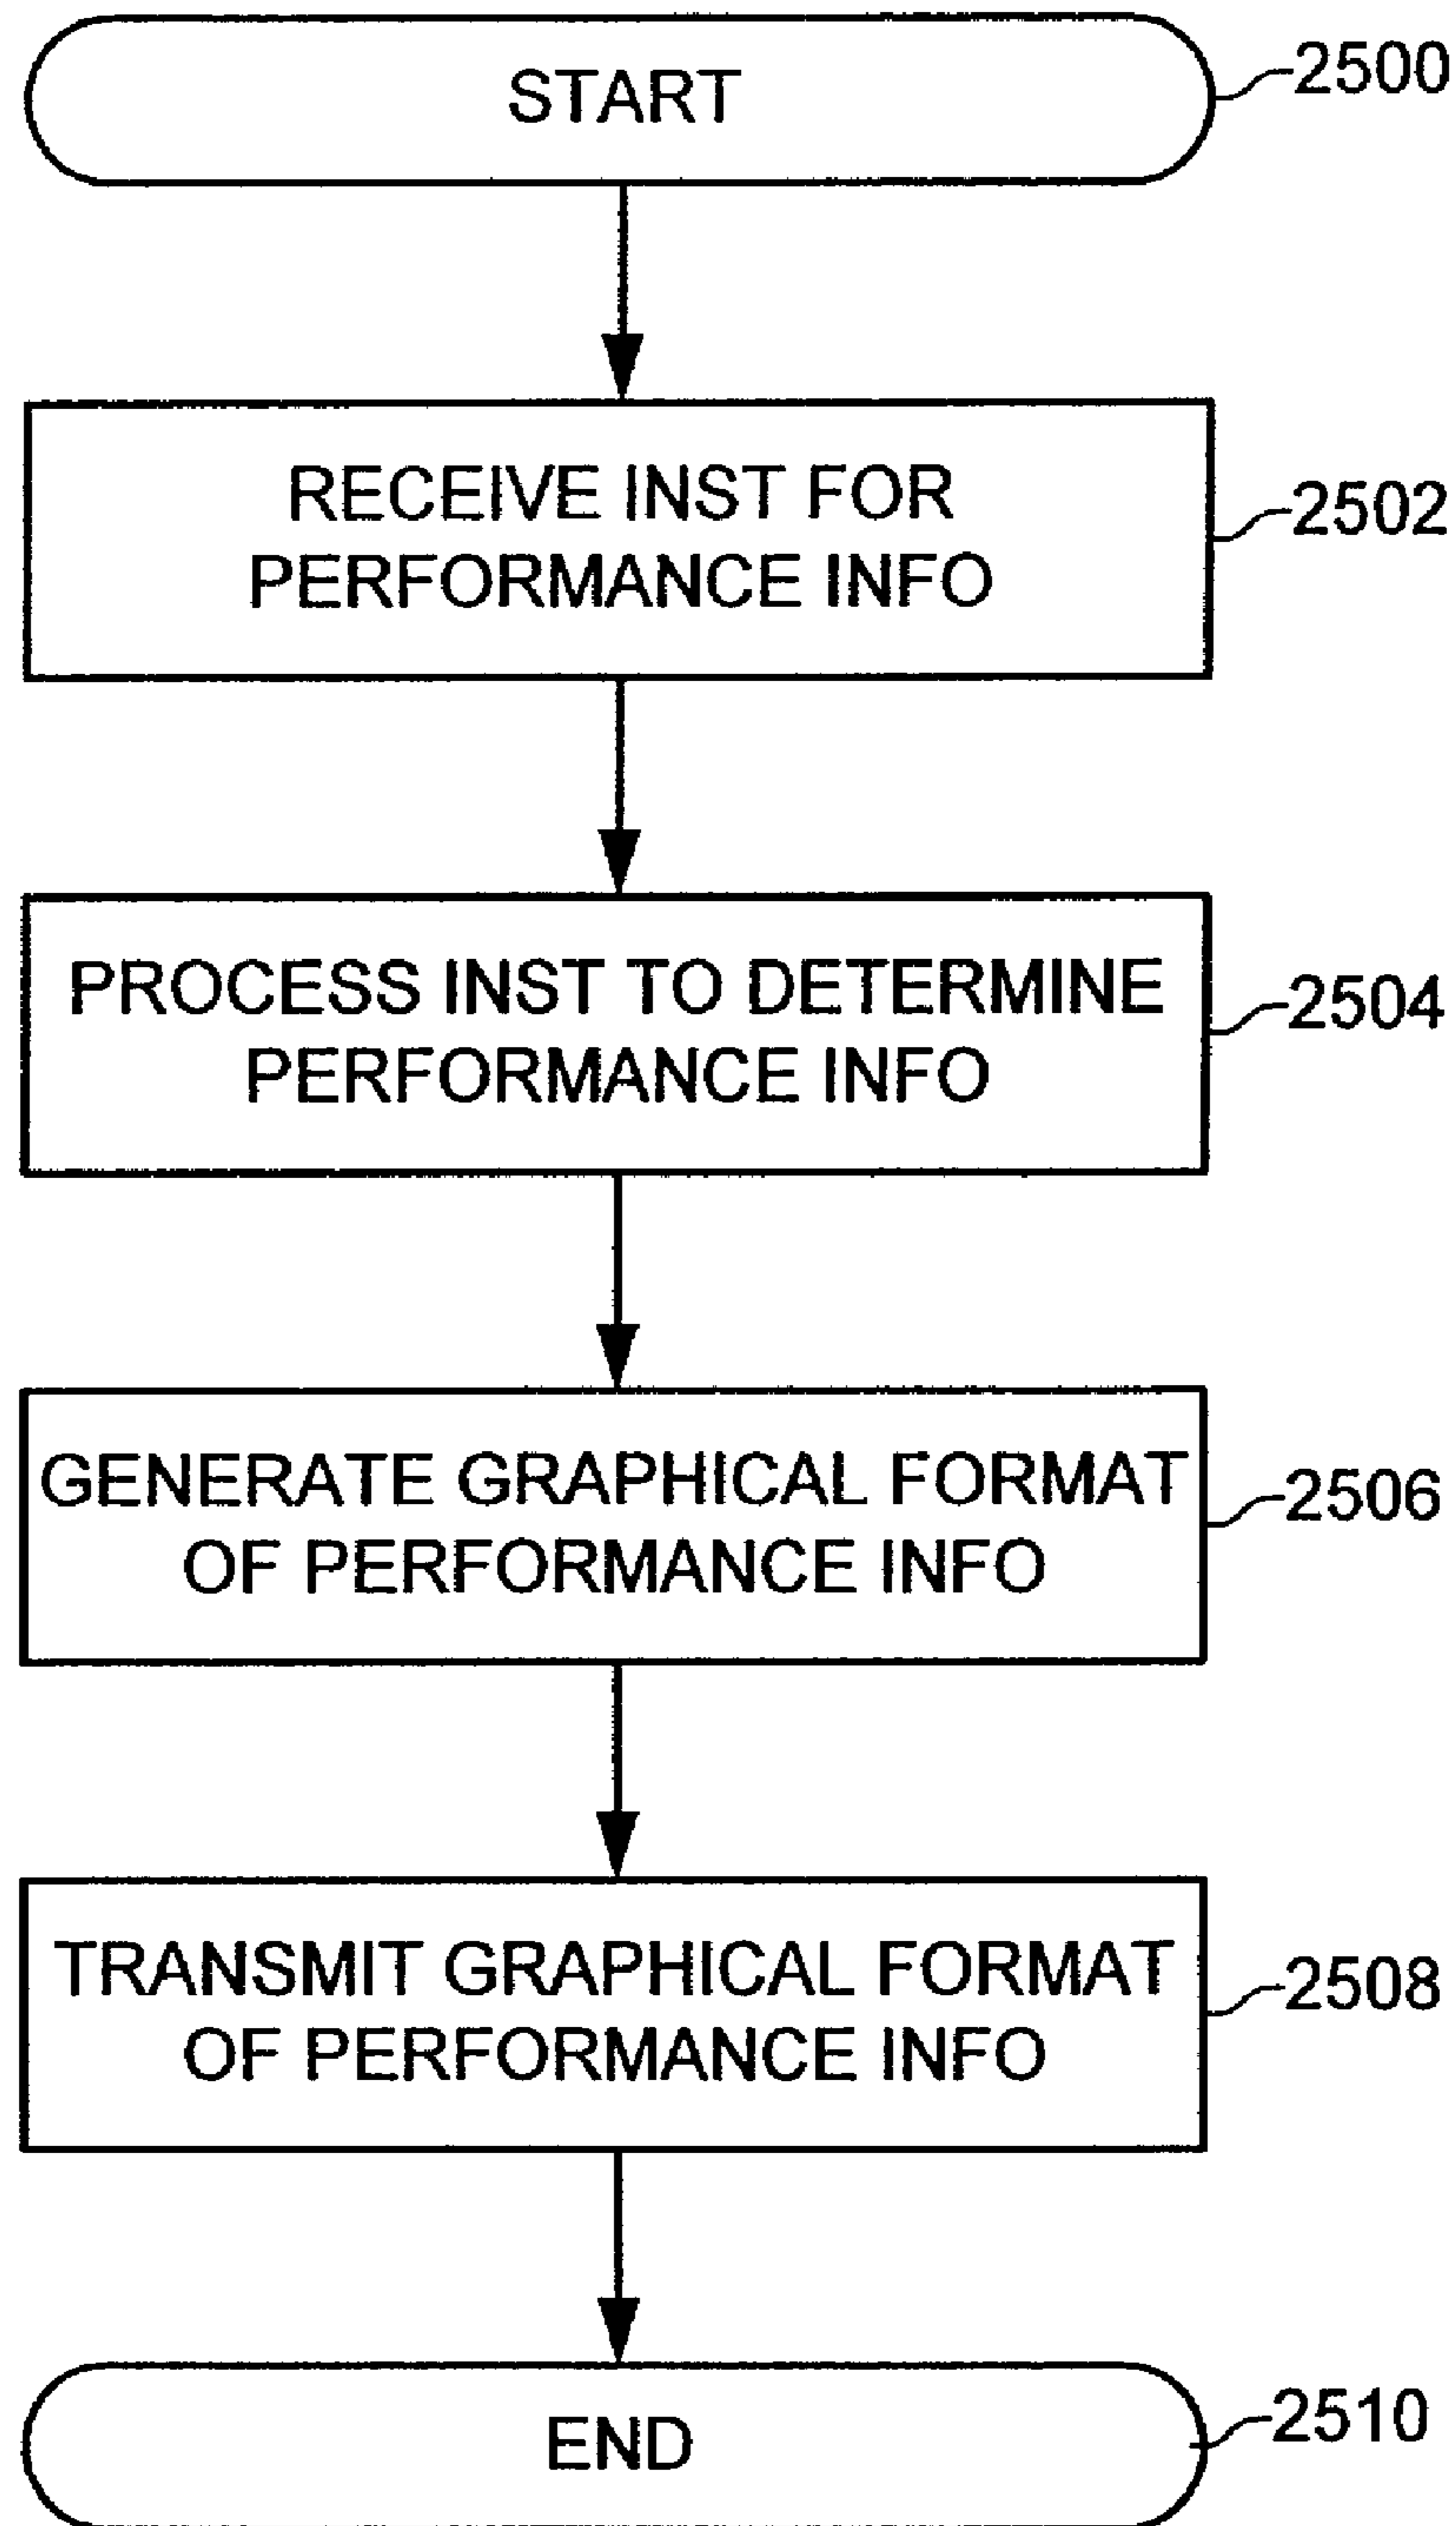 START
2500
RECEIVE INST FOR
PERFORMANCE INFO
2502
PROCESS INST TO DETERMINE
PERFORMANCE INFO
2504
GENERATE GRAPHICAL FORMAT
OF PERFORMANCE INFO
2506
TRANSMIT GRAPHICAL FORMAT
OF PERFORMANCE INFO
2508
END
2510